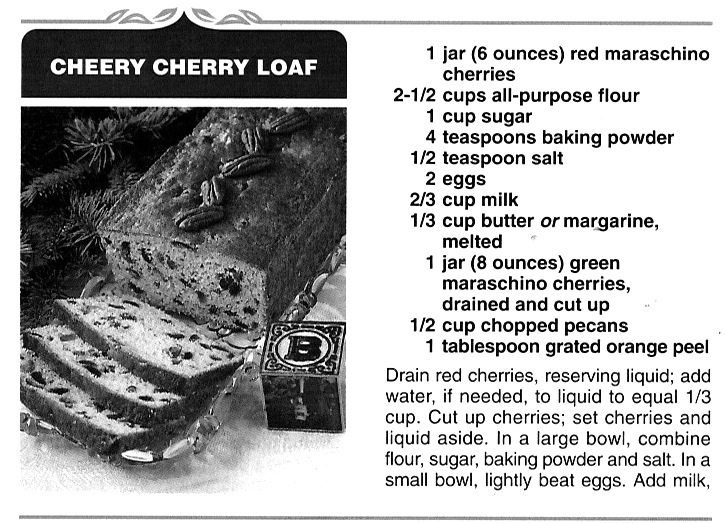 CHEERY CHERRY LOAF
1 jar (6 ounces) red maraschino
cherries
2-1/2 cups all-purpose flour
1 cup sugar
4 teaspoons baking powder
1/2 teaspoon salt
2 eggs
2/3 cup milk
1/3 cup butter or margarine,
melted
1 jar (8 ounces) green
maraschino cherries,
drained and cut up
1/2 cup chopped pecans
1 tablespoon grated orange peel
Drain red cherries, reserving liquid; add
water, if needed, to liquid to equal 1/3
cup. Cut up cherries; set cherries and
liquid aside. In a large bowl, combine
flour, sugar, baking powder and salt. In a
small bowl, lightly beat eggs. Add milk,
B